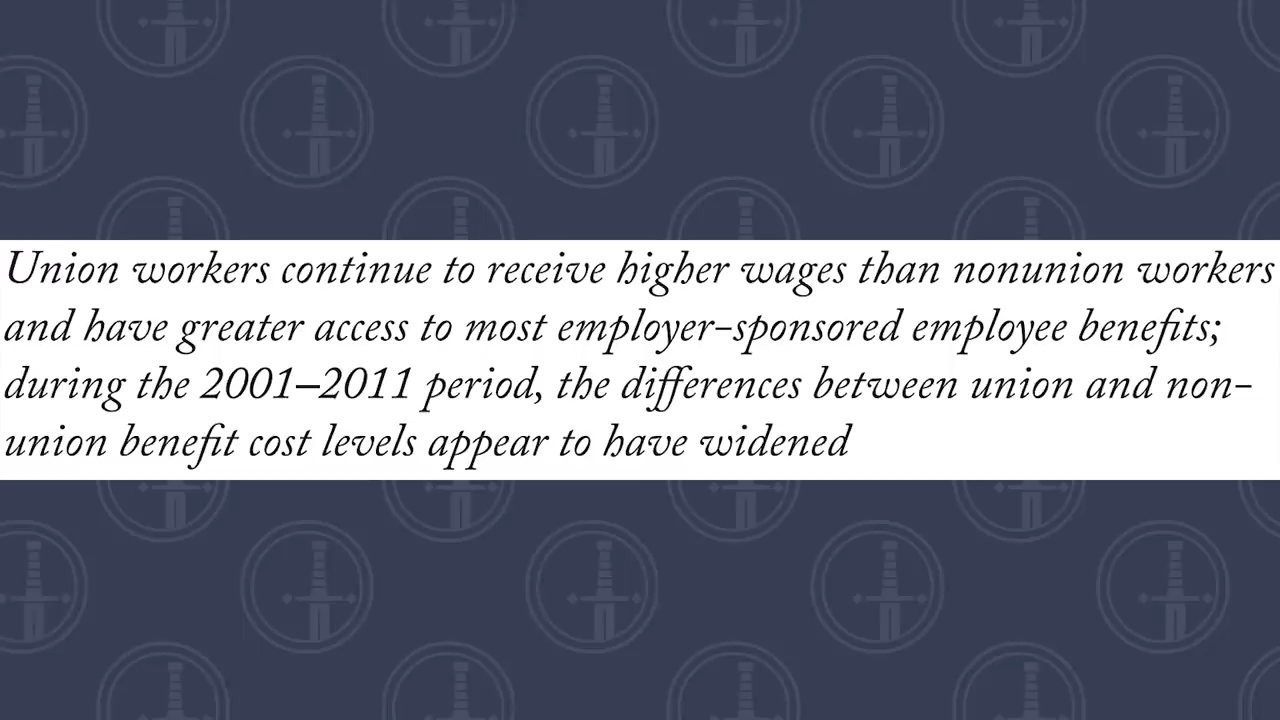 Union workers continue to receive higher wages than nonunion workers
and have greater access to most employer-sponsored employee benefits;
during the 2001–2011 period, the differences between union and non-
union benefit cost levels appear to have widened